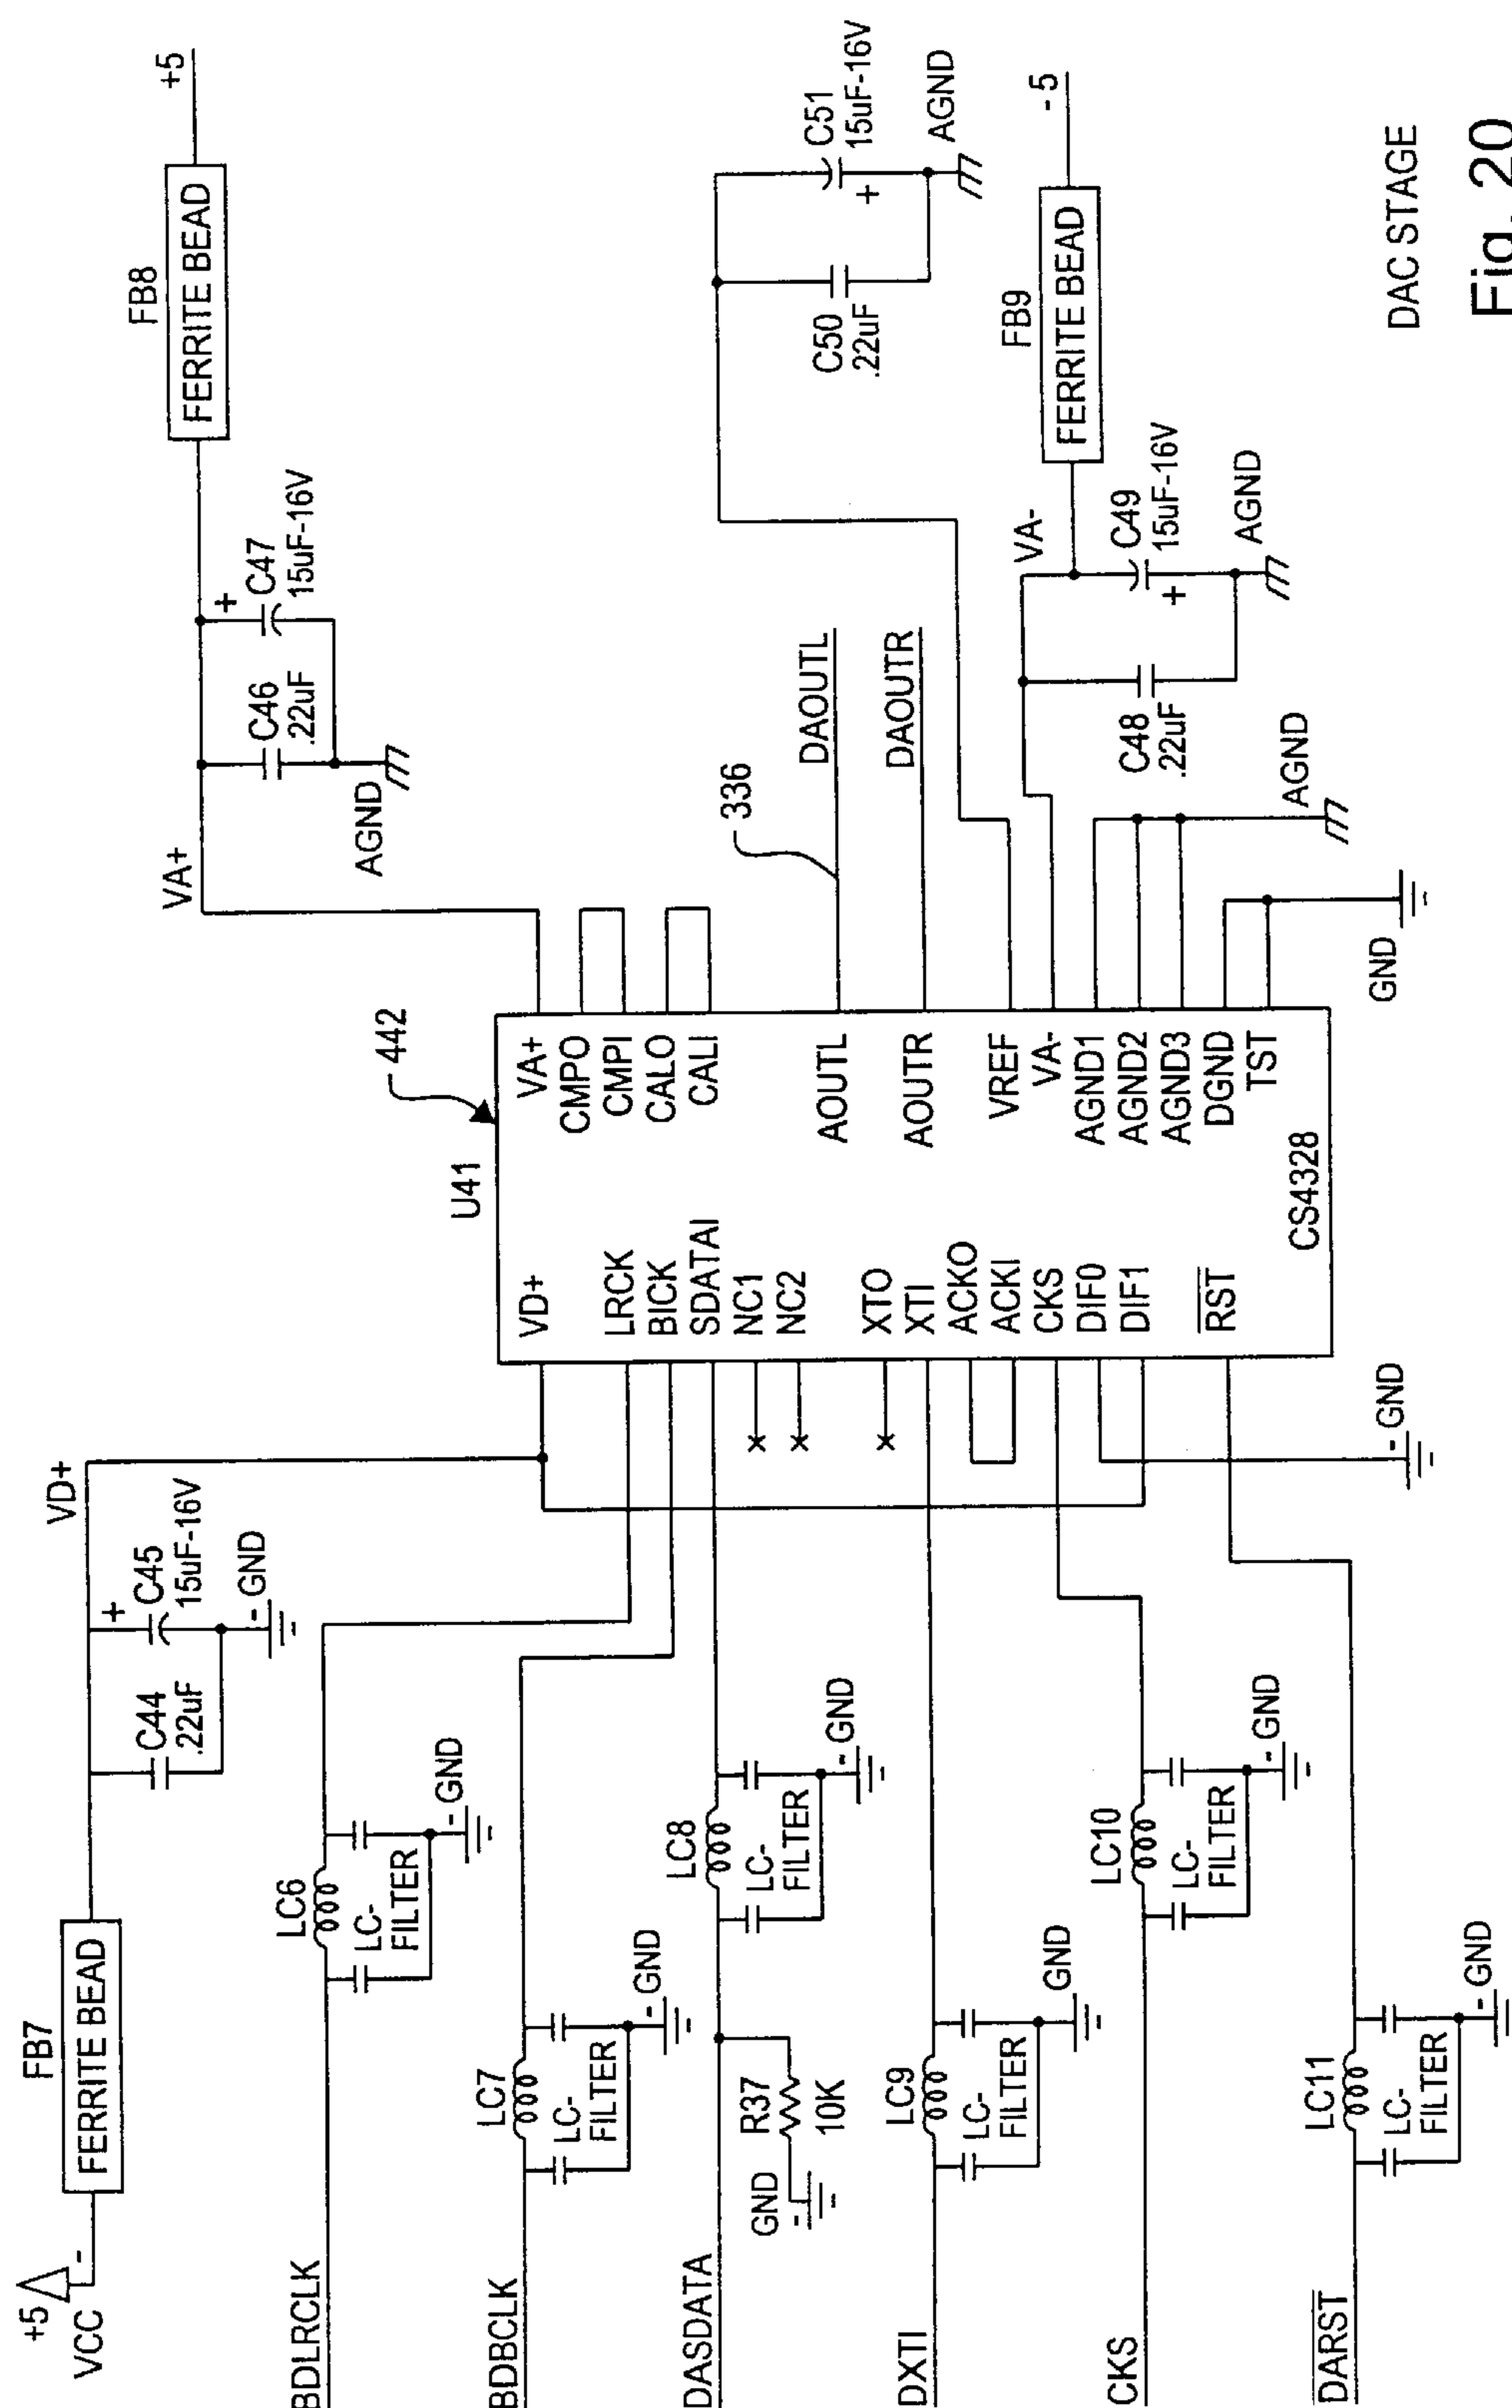 +5
VCC
FB7
FERRITE BEAD
C44
.22uF
+
C45
15uF-16V
GND
VD+
BDLRCLK
LC6
LC-
FILTER
GND
BDBCLK
LC7
LC-
FILTER
GND
DASDATA
R37
10K
GND
LC8
LC-
FILTER
GND
DXTI
LC9
LC-
FILTER
GND
CKS
LC10
LC-
FILTER
GND
DARST
LC11
LC-
FILTER
GND
GND
U41
442
VD+
LRCK
BICK
SDATAI
NC1
NC2
XTO
XTI
ACKO
ACKI
CKS
DIF0
DIF1
RST
VA+
CMPO
CMPI
CALO
CALI
AOUTL
AOUTR
VREF
VA-
AGND1
AGND2
AGND3
DGND
TST
CS4328
VA+
C46
.22uF
+
C47
15uF-16V
AGND
FB8
FERRITE BEAD
+5
336
DAOUTL
DAOUTR
C50
.22uF
C51
15uF-16V
+
AGND
VA-
C48
.22uF
C49
15uF-16V
+
AGND
FB9
FERRITE BEAD
-5
AGND
GND
DAC STAGE
Fig. 20